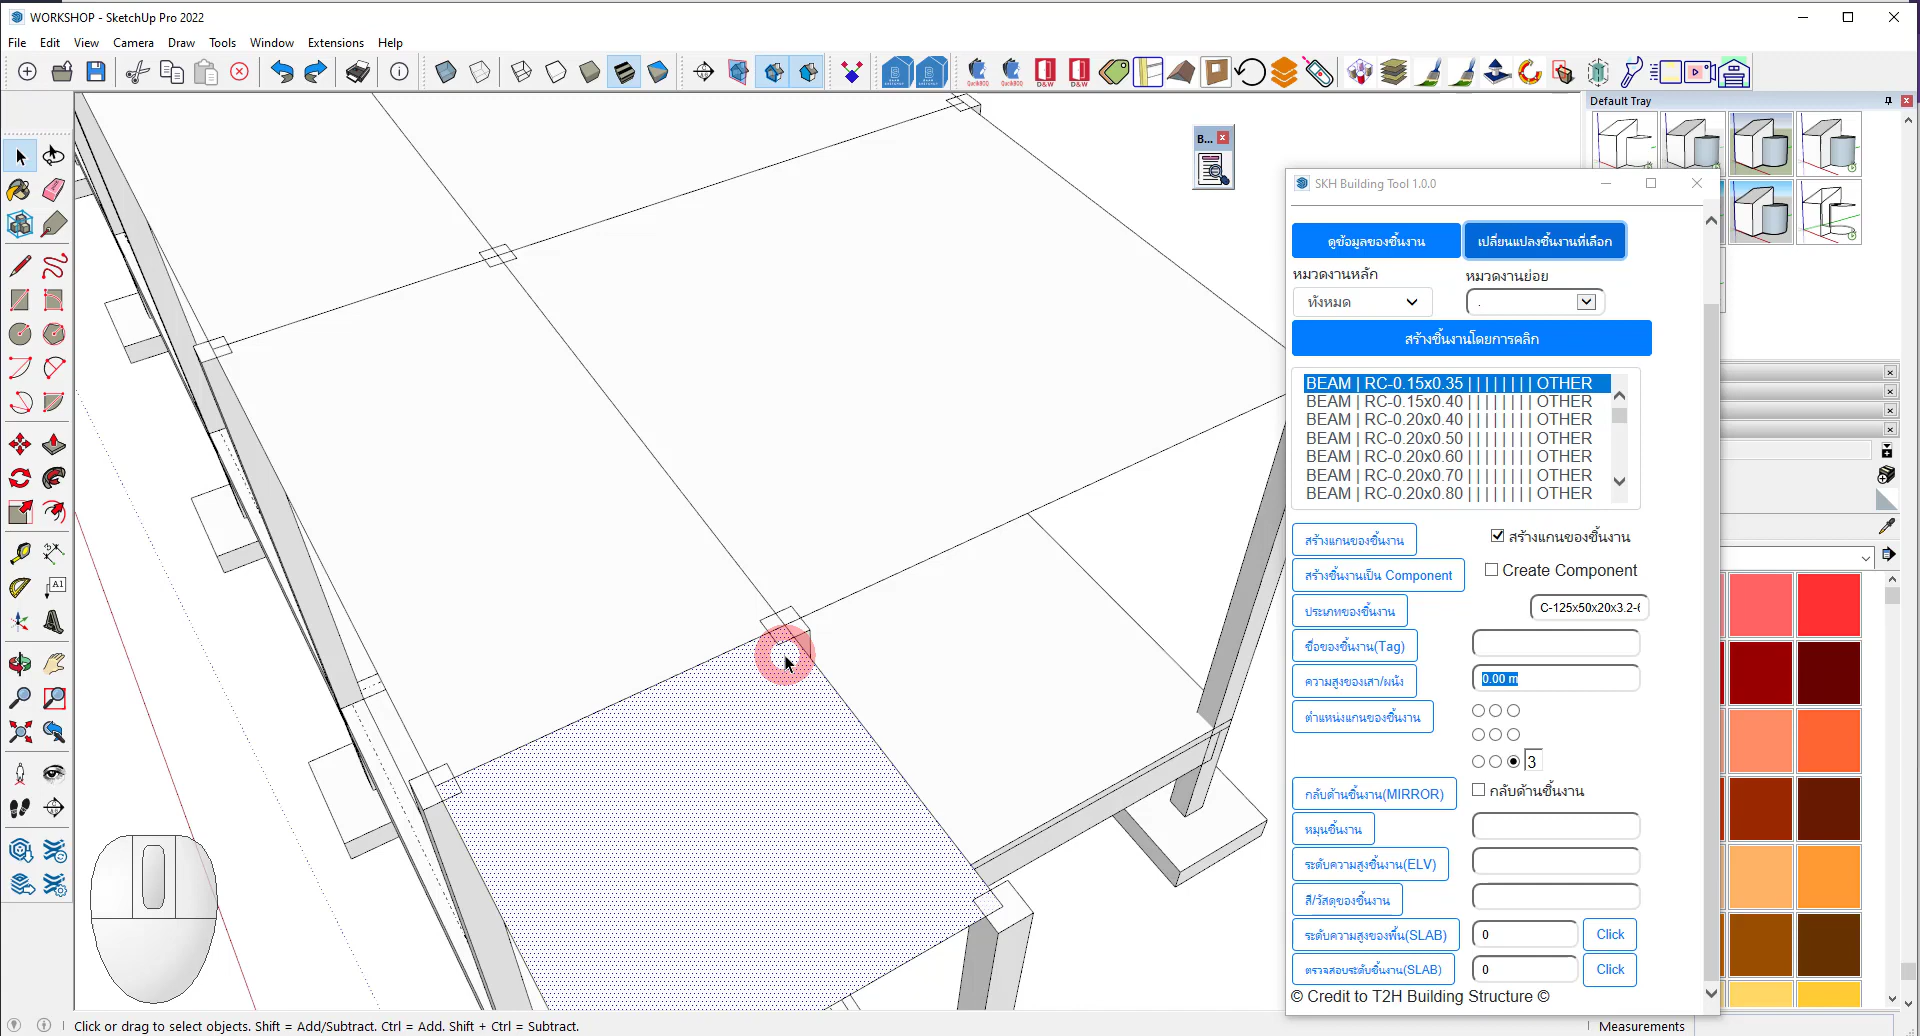 WORKSHOP - SketchUp Pro 2022
File Edit View Camera Draw Tools Window Extensions Help
QwikBOQ QwikBOQ D&W D&W
Default Tray
B...
SKH Building Tool 1.0.0
ดูข้อมูลของชิ้นงาน เปลี่ยนแปลงชิ้นงานที่เลือก
หมวดงานหลัก หมวดงานย่อย
ทั้งหมด .
สร้างชิ้นงานโดยการคลิก
BEAM | RC-0.15x0.35 | | | | | | | | OTHER
BEAM | RC-0.15x0.40 | | | | | | | | OTHER
BEAM | RC-0.20x0.40 | | | | | | | | OTHER
BEAM | RC-0.20x0.50 | | | | | | | | OTHER
BEAM | RC-0.20x0.60 | | | | | | | | OTHER
BEAM | RC-0.20x0.70 | | | | | | | | OTHER
BEAM | RC-0.20x0.80 | | | | | | | | OTHER
สร้างแกนของชิ้นงาน สร้างแกนของชิ้นงาน
สร้างชิ้นงานเป็น Component Create Component
ประเภทของชิ้นงาน C-125x50x20x3.2-6
ชื่อของชิ้นงาน(Tag)
ความสูงของเสา/ผนัง 0.00 m
ตำแหน่งแกนของชิ้นงาน
3
กลับด้านชิ้นงาน(MIRROR) กลับด้านชิ้นงาน
หมุนชิ้นงาน
ระดับความสูงชิ้นงาน(ELV)
สี/วัสดุของชิ้นงาน
ระดับความสูงของพื้น(SLAB) 0 Click
ตรวจสอบระดับชิ้นงาน(SLAB) 0 Click
© Credit to T2H Building Structure ©
A1
Click or drag to select objects. Shift = Add/Subtract. Ctrl = Add. Shift + Ctrl = Subtract.
Measurements